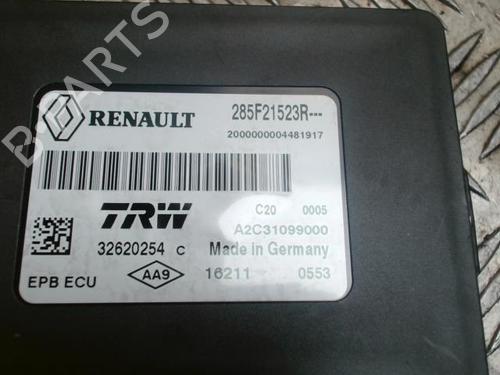 B-PARTS
RENAULT
285F21523R---
2000000004481917
TRW
C20 0005
A2C31099000
32620254 C
Made in Germany
EPB ECU
AA9
16211 0553